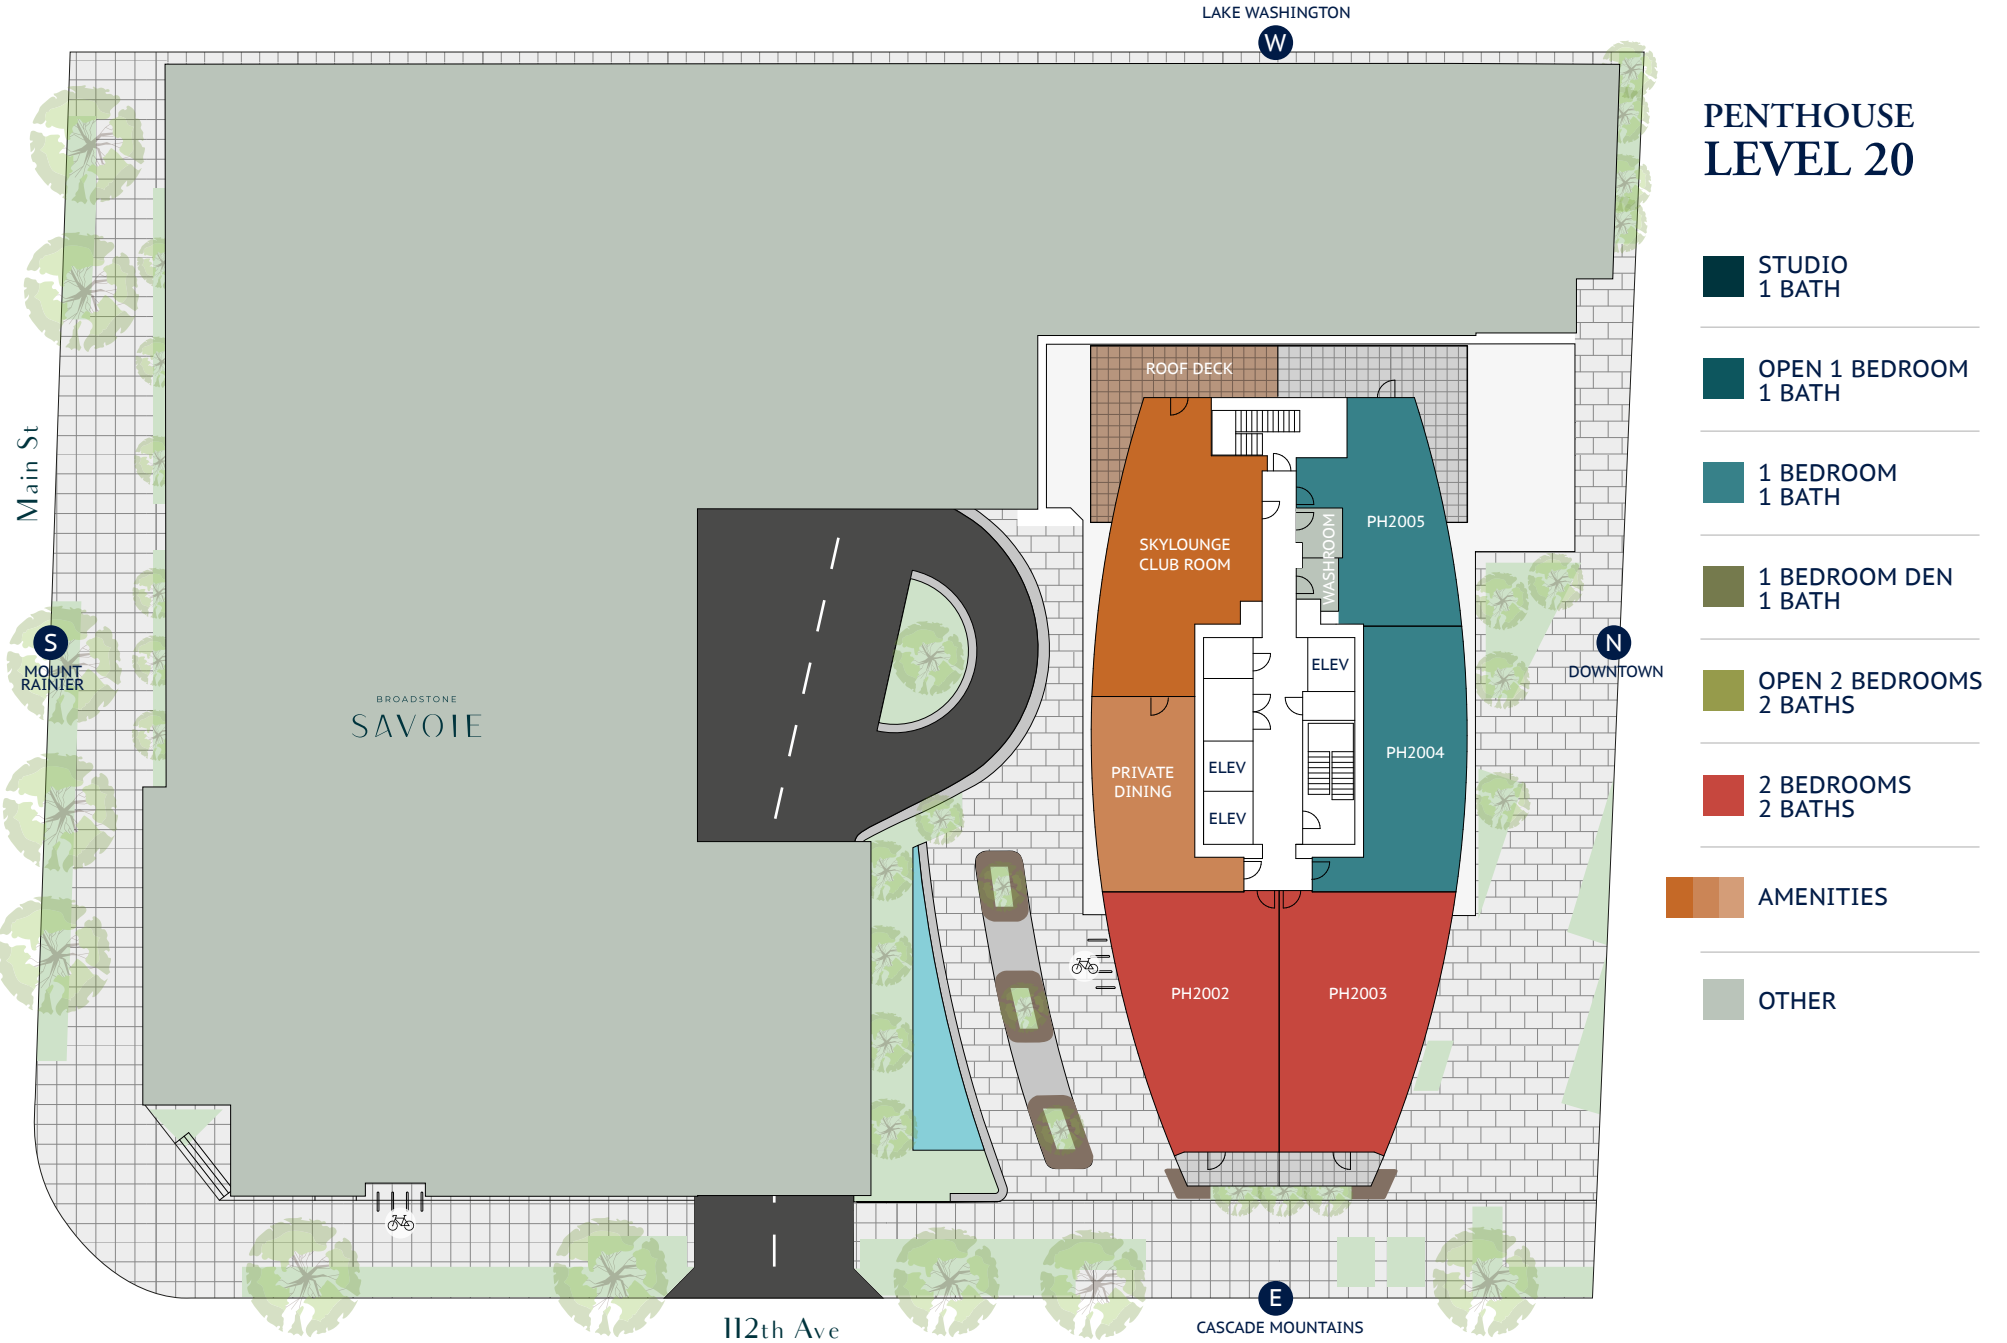 LAKE WASHINGTON
W
PENTHOUSE
LEVEL 20
STUDIO
1 BATH
OPEN 1 BEDROOM
1 BATH
1 BEDROOM
1 BATH
1 BEDROOM DEN
1 BATH
OPEN 2 BEDROOMS
2 BATHS
2 BEDROOMS
2 BATHS
AMENITIES
OTHER
ROOF DECK
Main St
SKYLOUNGE
CLUB ROOM
WASHROOM
PH2005
S
MOUNT
RAINIER
N
DOWNTOWN
BROADSTONE
SAVOIE
ELEV
PRIVATE
DINING
ELEV
ELEV
PH2004
PH2002
PH2003
E
CASCADE MOUNTAINS
112th Ave